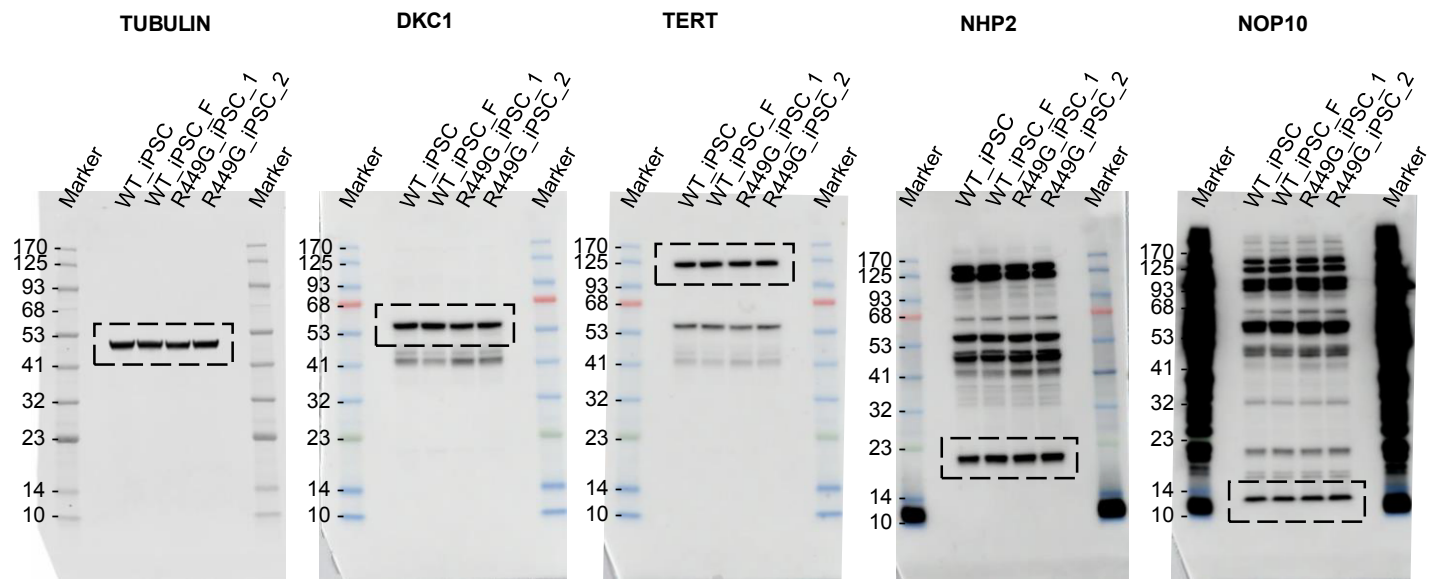 TUBULIN
Marker
WT_iPSC
WT_iPSC_F
R449G_iPSC_1
R449G_iPSC_2
Marker
170
125
93
68
53
41
32
23
14
10
DKC1
Marker
WT_iPSC
WT_iPSC_F
R449G_iPSC_1
R449G_iPSC_2
Marker
170
125
93
68
53
41
32
23
14
10
TERT
Marker
WT_iPSC
WT_iPSC_F
R449G_iPSC_1
R449G_iPSC_2
Marker
170
125
93
68
53
41
32
23
14
10
NHP2
Marker
WT_iPSC
WT_iPSC_F
R449G_iPSC_1
R449G_iPSC_2
Marker
170
125
93
68
53
41
32
23
14
10
NOP10
Marker
WT_iPSC
WT_iPSC_F
R449G_iPSC_1
R449G_iPSC_2
Marker
170
125
93
68
53
41
32
23
14
10